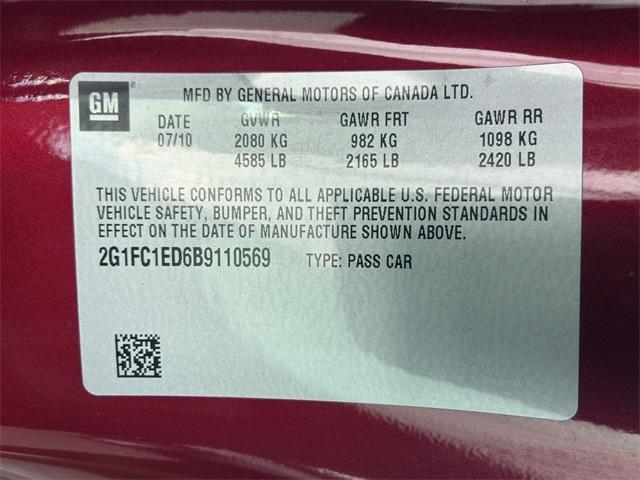 GM®
MFD BY GENERAL MOTORS OF CANADA LTD.
DATE GVWR GAWR FRT GAWR RR
07/10 2080 KG 982 KG 1098 KG
4585 LB 2165 LB 2420 LB
THIS VEHICLE CONFORMS TO ALL APPLICABLE U.S. FEDERAL MOTOR
VEHICLE SAFETY, BUMPER, AND THEFT PREVENTION STANDARDS IN
EFFECT ON THE DATE OF MANUFACTURE SHOWN ABOVE.
2G1FC1ED6B9110569 TYPE: PASS CAR